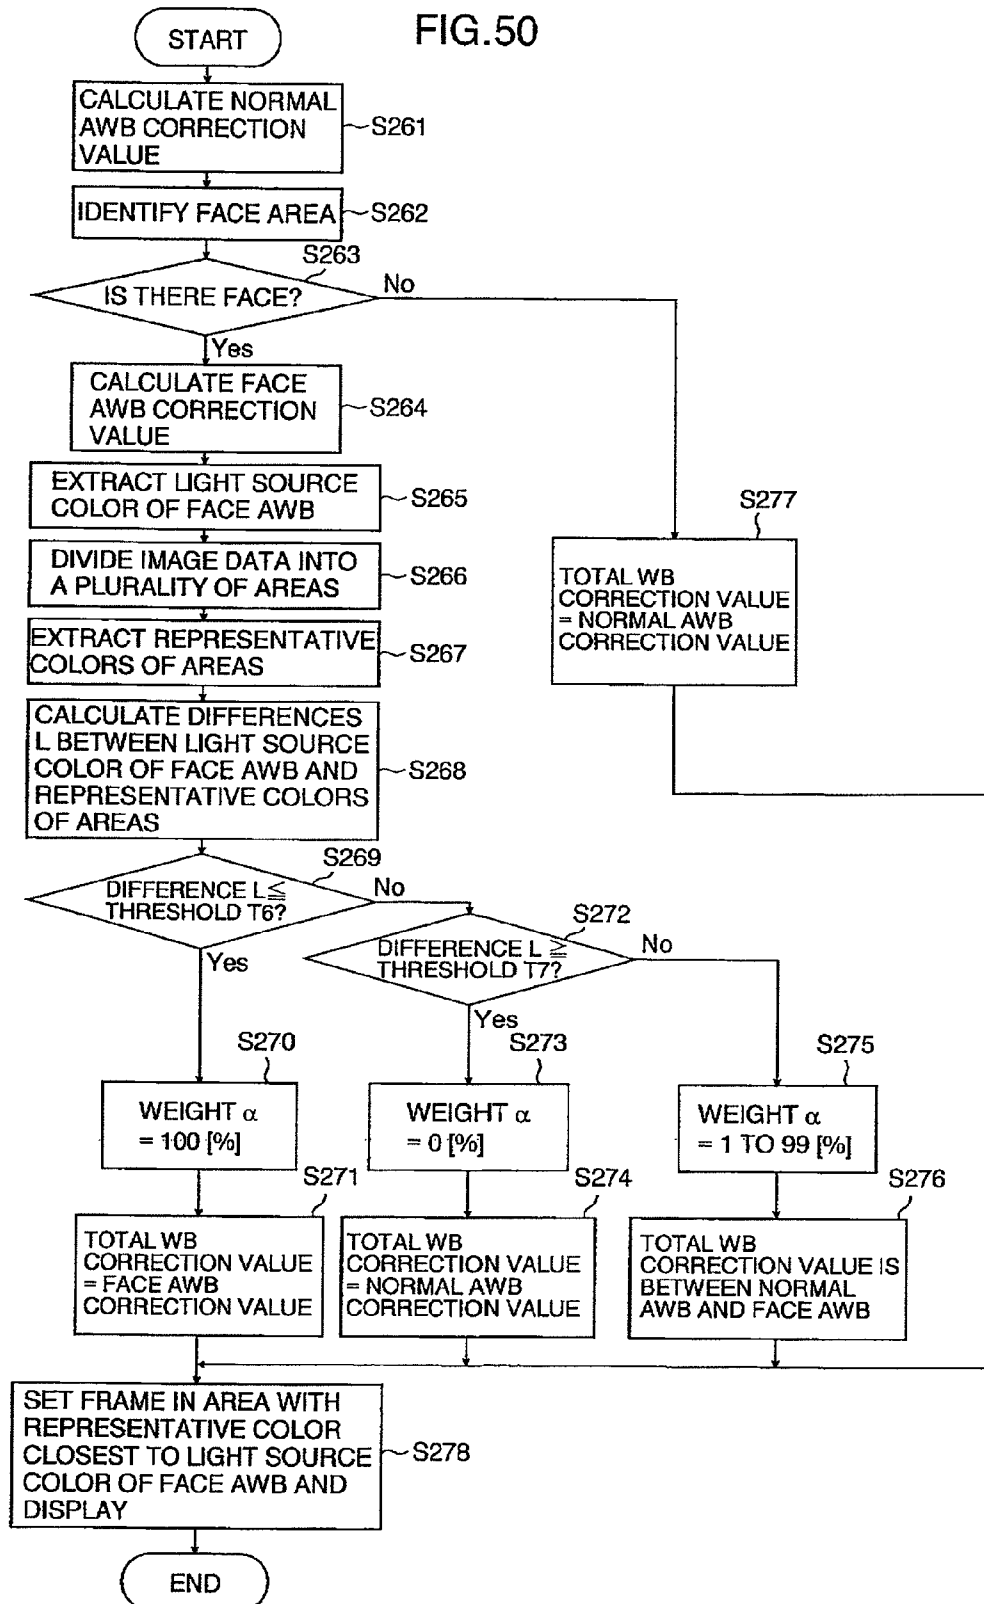 FIG.50
START
CALCULATE NORMAL
AWB CORRECTION
VALUE
S261
IDENTIFY FACE AREA
S262
S263
IS THERE FACE?
No
Yes
CALCULATE FACE
AWB CORRECTION
VALUE
S264
EXTRACT LIGHT SOURCE
COLOR OF FACE AWB
S265
DIVIDE IMAGE DATA INTO
A PLURALITY OF AREAS
S266
EXTRACT REPRESENTATIVE
COLORS OF AREAS
S267
S277
TOTAL WB
CORRECTION VALUE
= NORMAL AWB
CORRECTION VALUE
CALCULATE DIFFERENCES
L BETWEEN LIGHT SOURCE
COLOR OF FACE AWB AND
REPRESENTATIVE COLORS
OF AREAS
S268
S269
DIFFERENCE L ≦
THRESHOLD T6?
No
Yes
S272
DIFFERENCE L ≧
THRESHOLD T7?
No
Yes
S270
WEIGHT α
= 100 [%]
S273
WEIGHT α
= 0 [%]
S275
WEIGHT α
= 1 TO 99 [%]
S271
TOTAL WB
CORRECTION VALUE
= FACE AWB
CORRECTION VALUE
S274
TOTAL WB
CORRECTION VALUE
= NORMAL AWB
CORRECTION VALUE
S276
TOTAL WB
CORRECTION VALUE IS
BETWEEN NORMAL
AWB AND FACE AWB
SET FRAME IN AREA WITH
REPRESENTATIVE COLOR
CLOSEST TO LIGHT SOURCE
COLOR OF FACE AWB AND
DISPLAY
S278
END